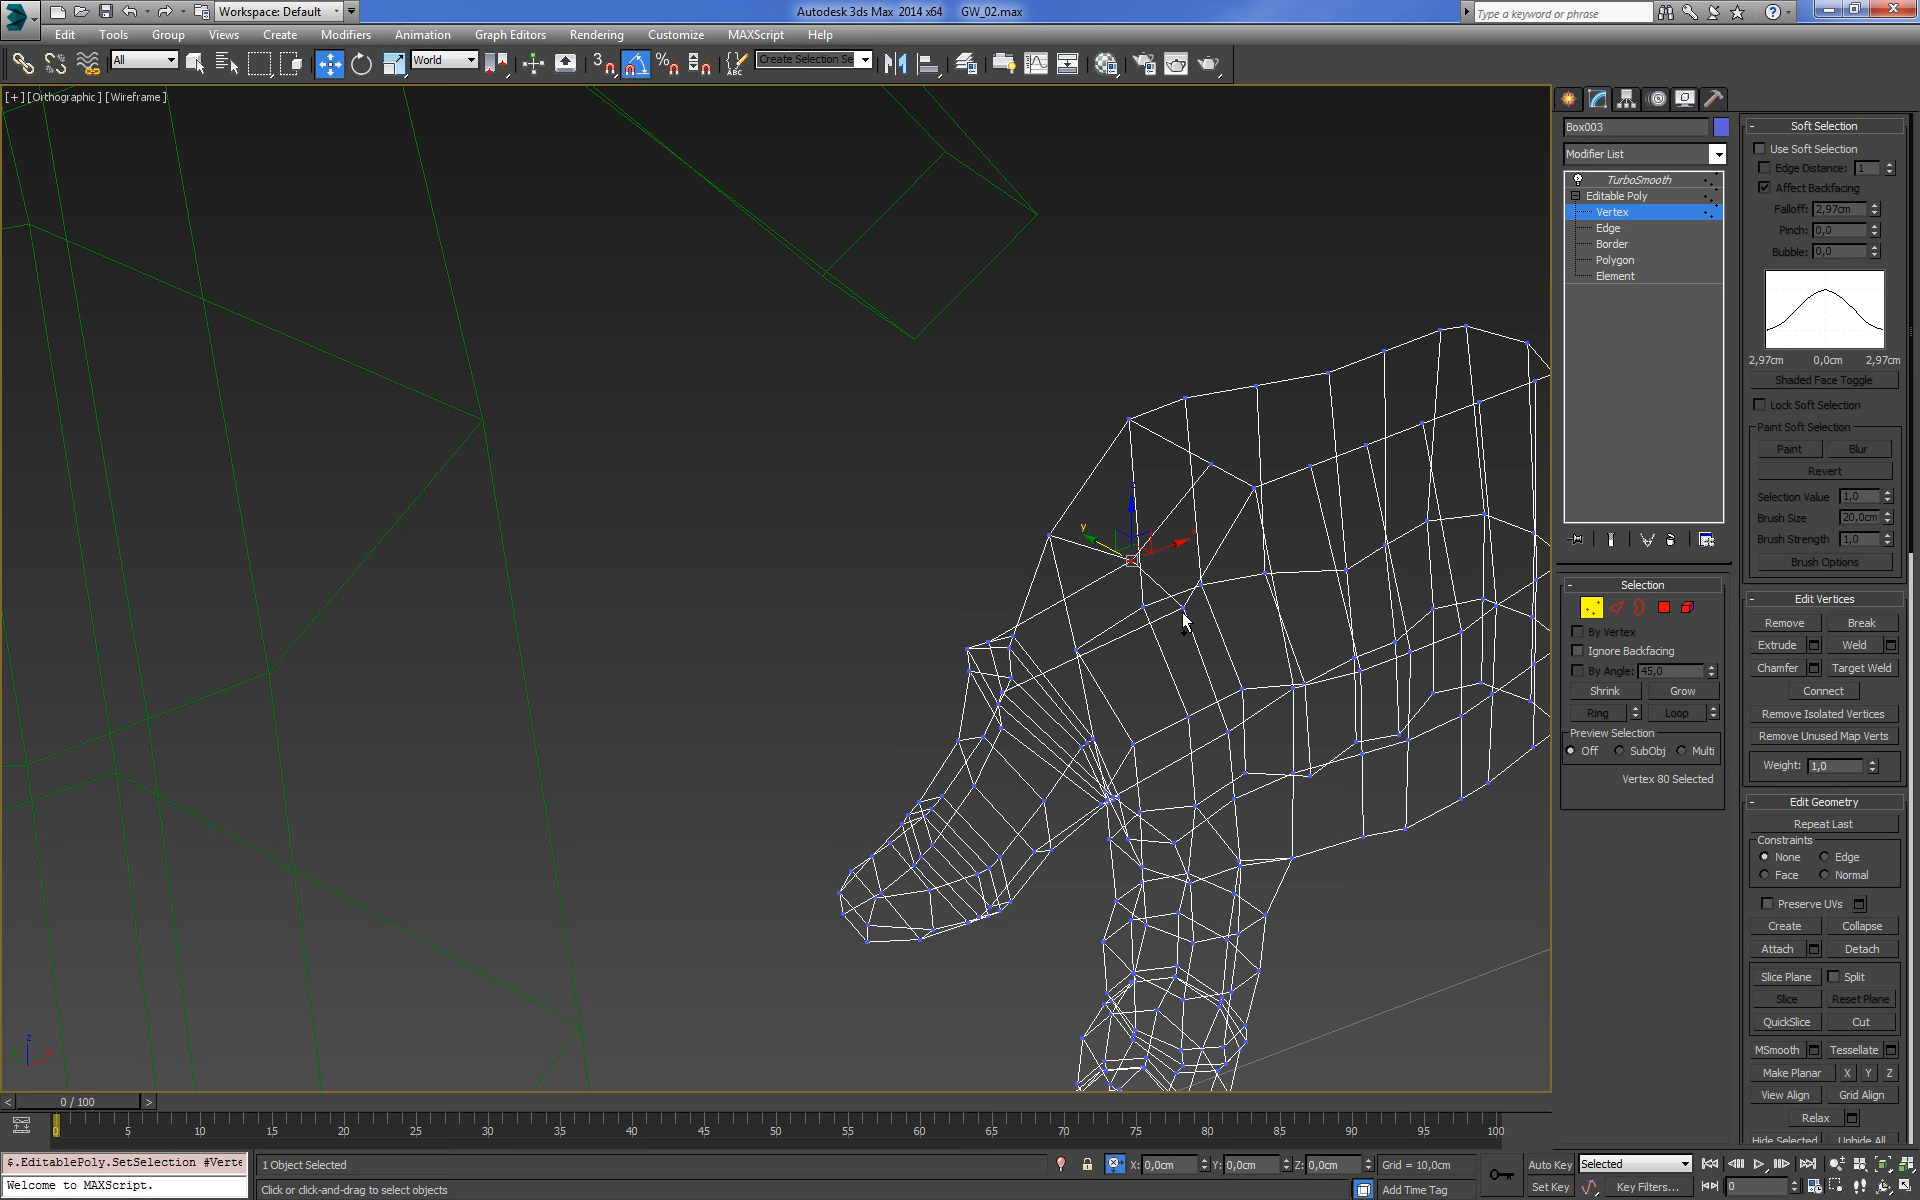 Workspace: Default
Autodesk 3ds Max 2014 x64 GW_02.max
Type a keyword or phrase
Edit Tools Group Views Create Modifiers Animation Graph Editors Rendering Customize MAXScript Help
All
World
Create Selection Se
[+][Orthographic][Wireframe]
Box003
Modifier List
TurboSmooth
Editable Poly
Vertex
Edge
Border
Polygon
Element
Selection
By Vertex
Ignore Backfacing
By Angle: 45,0
Shrink Grow
Ring Loop
Preview Selection
Off SubObj Multi
Vertex 80 Selected
Soft Selection
Use Soft Selection
Edge Distance: 1
Affect Backfacing
Falloff: 2,97cm
Pinch: 0,0
Bubble: 0,0
2,97cm 0,0cm 2,97cm
Shaded Face Toggle
Lock Soft Selection
Paint Soft Selection
Paint Blur
Revert
Selection Value 1,0
Brush Size 20,0cm
Brush Strength 1,0
Brush Options
Edit Vertices
Remove Break
Extrude Weld
Chamfer Target Weld
Connect
Remove Isolated Vertices
Remove Unused Map Verts
Weight: 1,0
Edit Geometry
Repeat Last
Constraints
None Edge
Face Normal
Preserve UVs
Create Collapse
Attach Detach
Slice Plane Split
Slice Reset Plane
QuickSlice Cut
MSmooth Tessellate
Make Planar X Y Z
View Align Grid Align
Relax
Hide Selected Unhide All
y
z
< 0 / 100 >
0 5 10 15 20 25 30 35 40 45 50 55 60 65 70 75 80 85 90 95 100
$.EditablePoly.SetSelection #Verte
Welcome to MAXScript.
1 Object Selected
Click or click-and-drag to select objects
X: 0,0cm Y: 0,0cm Z: 0,0cm Grid = 10,0cm
Add Time Tag
Auto Key Selected
Set Key Key Filters...
0